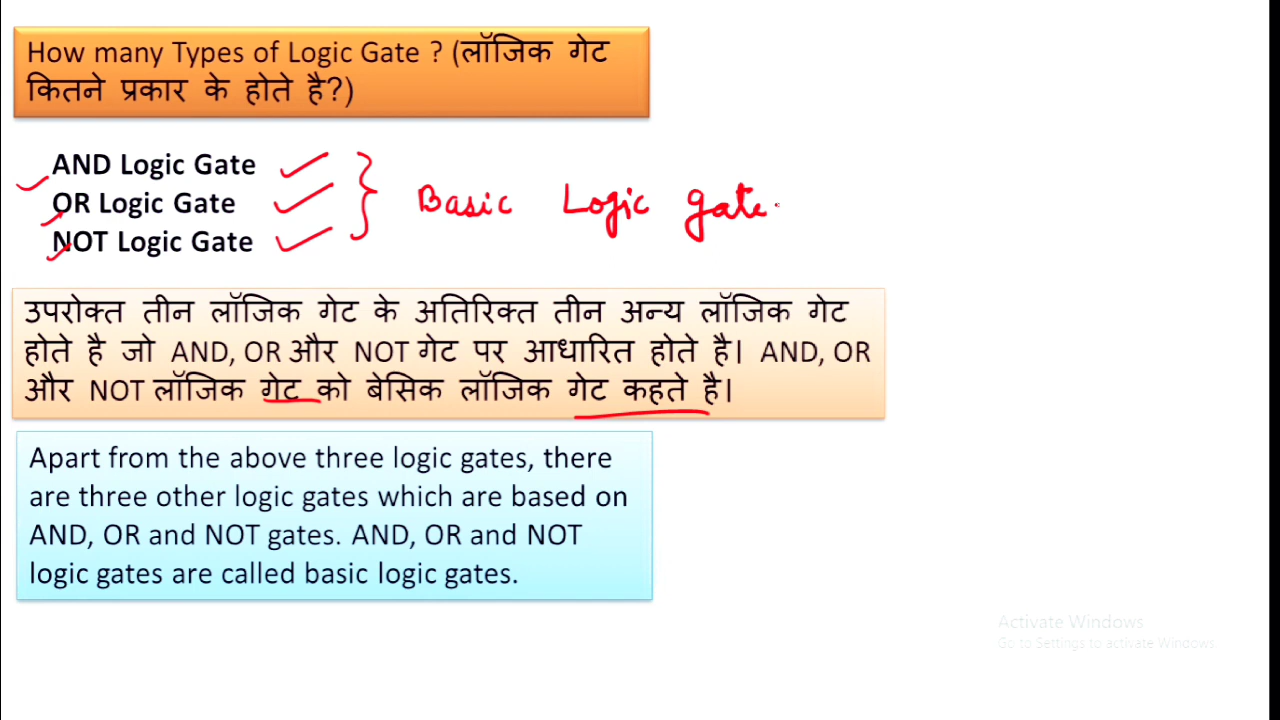 How many Types of Logic Gate ? (लॉजिक गेट
कितने प्रकार के होते है?)
AND Logic Gate
OR Logic Gate
NOT Logic Gate
Basic Logic gate.
उपरोक्त तीन लॉजिक गेट के अतिरिक्त तीन अन्य लॉजिक गेट
होते है जो AND, OR और NOT गेट पर आधारित होते है। AND, OR
और NOT लॉजिक गेट को बेसिक लॉजिक गेट कहते है।
Apart from the above three logic gates, there
are three other logic gates which are based on
AND, OR and NOT gates. AND, OR and NOT
logic gates are called basic logic gates.
Activate Windows
Go to Settings to activate Windows.